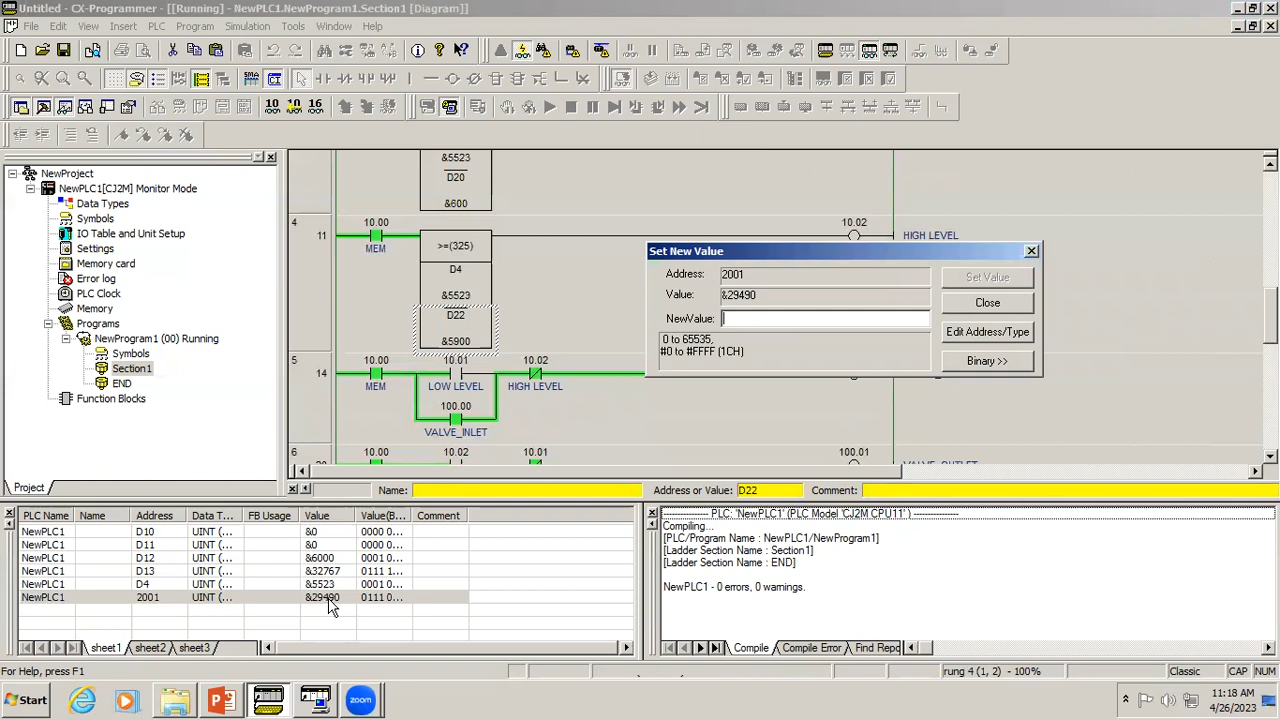 Untitled - CX-Programmer - [[Running] - NewPLC1.NewProgram1.Section1 [Diagram]]
File Edit View Insert PLC Program Simulation Tools Window Help
SMA
10 10 16
NewProject
NewPLC1[CJ2M] Monitor Mode
Data Types
Symbols
IO Table and Unit Setup
Settings
Memory card
Error log
PLC Clock
Memory
Programs
NewProgram1 (00) Running
Symbols
Section1
END
Function Blocks
Project
&5523
D20
&600
4
11
10.00
MEM
>=(325)
D4
&5523
D22
&5900
10.02
HIGH LEVEL
5
14
10.00 10.01 10.02
MEM LOW LEVEL HIGH LEVEL
100.00
VALVE_INLET
6
10.00 10.02 10.01 100.01
Set New Value
Address: 2001
Value: &29490
NewValue:
0 to 65535,
#0 to #FFFF (1CH)
Set Value
Close
Edit Address/Type
Binary >>
Name: Address or Value: D22 Comment:
PLC Name Name Address Data T... FB Usage Value Value(B... Comment
NewPLC1 D10 UINT (... &0 0000 0...
NewPLC1 D11 UINT (... &0 0000 0...
NewPLC1 D12 UINT (... &6000 0001 0...
NewPLC1 D13 UINT (... &32767 0111 1...
NewPLC1 D4 UINT (... &5523 0001 0...
NewPLC1 2001 UINT (... &29490 0111 0...
sheet1 sheet2 sheet3
--------------- PLC: 'NewPLC1' (PLC Model 'CJ2M CPU11' ) ---------------
Compiling...
[PLC/Program Name : NewPLC1/NewProgram1]
[Ladder Section Name : Section1]
[Ladder Section Name : END]
NewPLC1 - 0 errors, 0 warnings.
Compile Compile Error Find Repo
For Help, press F1 rung 4 (1, 2) - 100% Classic CAP NUM
Start zoom
11:18 AM
4/26/2023